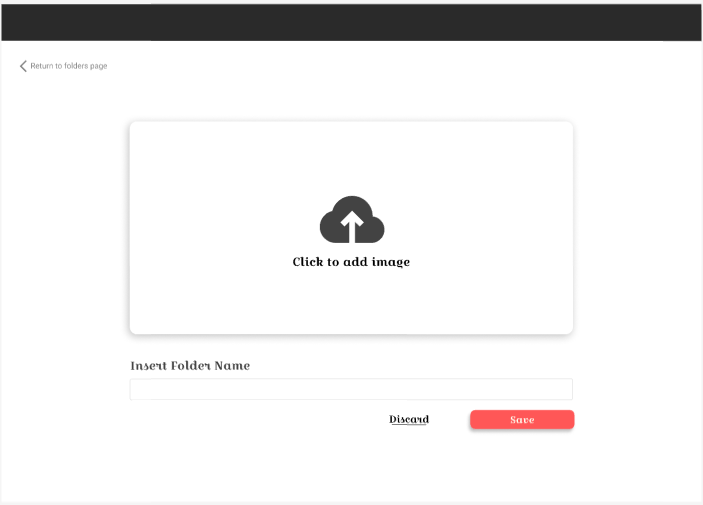 Return to folders page
Click to add image
Insert Folder Name
Discard
Save